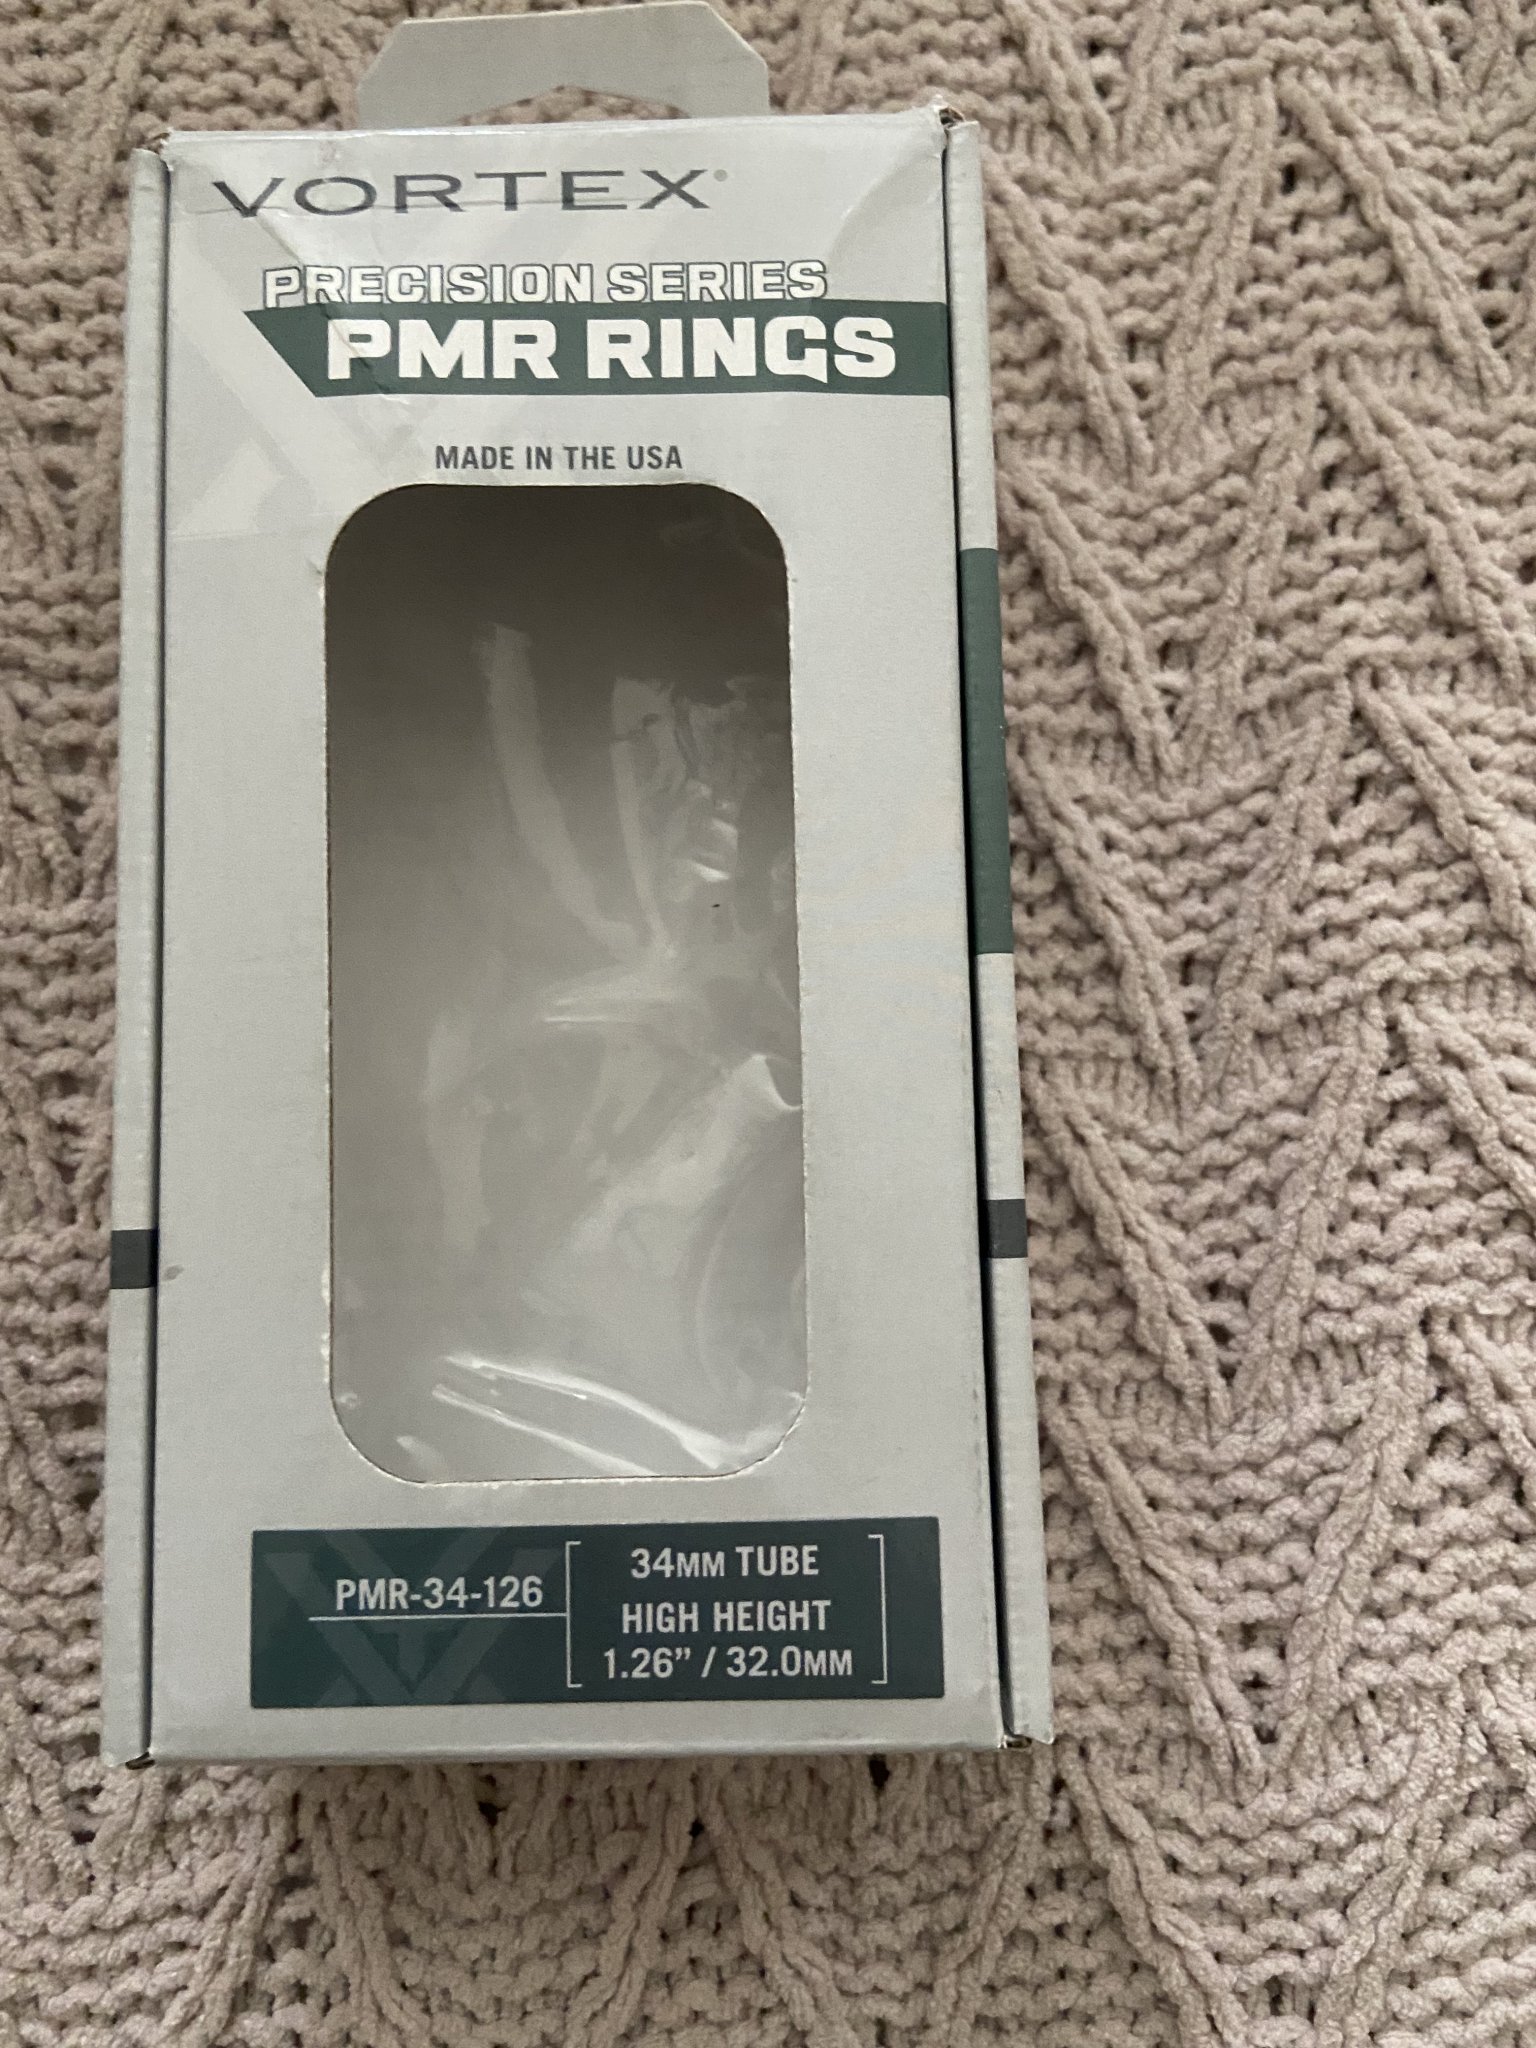 VORTEX
PRECISION SERIES
PMR RINGS
MADE IN THE USA
PMR-34-126
34MM TUBE
HIGH HEIGHT
1.26” / 32.0MM